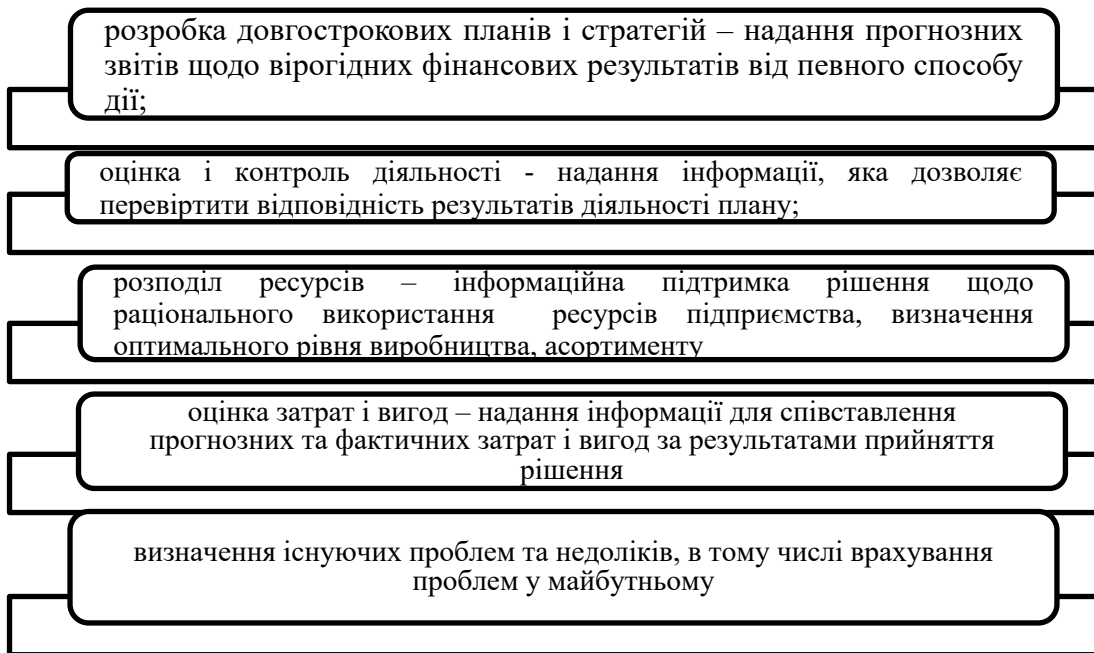 розробка довгострокових планів і стратегій – надання прогнозних
звітів щодо вірогідних фінансових результатів від певного способу
дії;
оцінка і контроль діяльності - надання інформації, яка дозволяє
перевіртити відповідність результатів діяльності плану;
розподіл ресурсів – інформаційна підтримка рішення щодо
раціонального використання ресурсів підприємства, визначення
оптимального рівня виробництва, асортименту
оцінка затрат і вигод – надання інформації для співставлення
прогнозних та фактичних затрат і вигод за результатами прийняття
рішення
визначення існуючих проблем та недоліків, в тому числі врахування
проблем у майбутньому